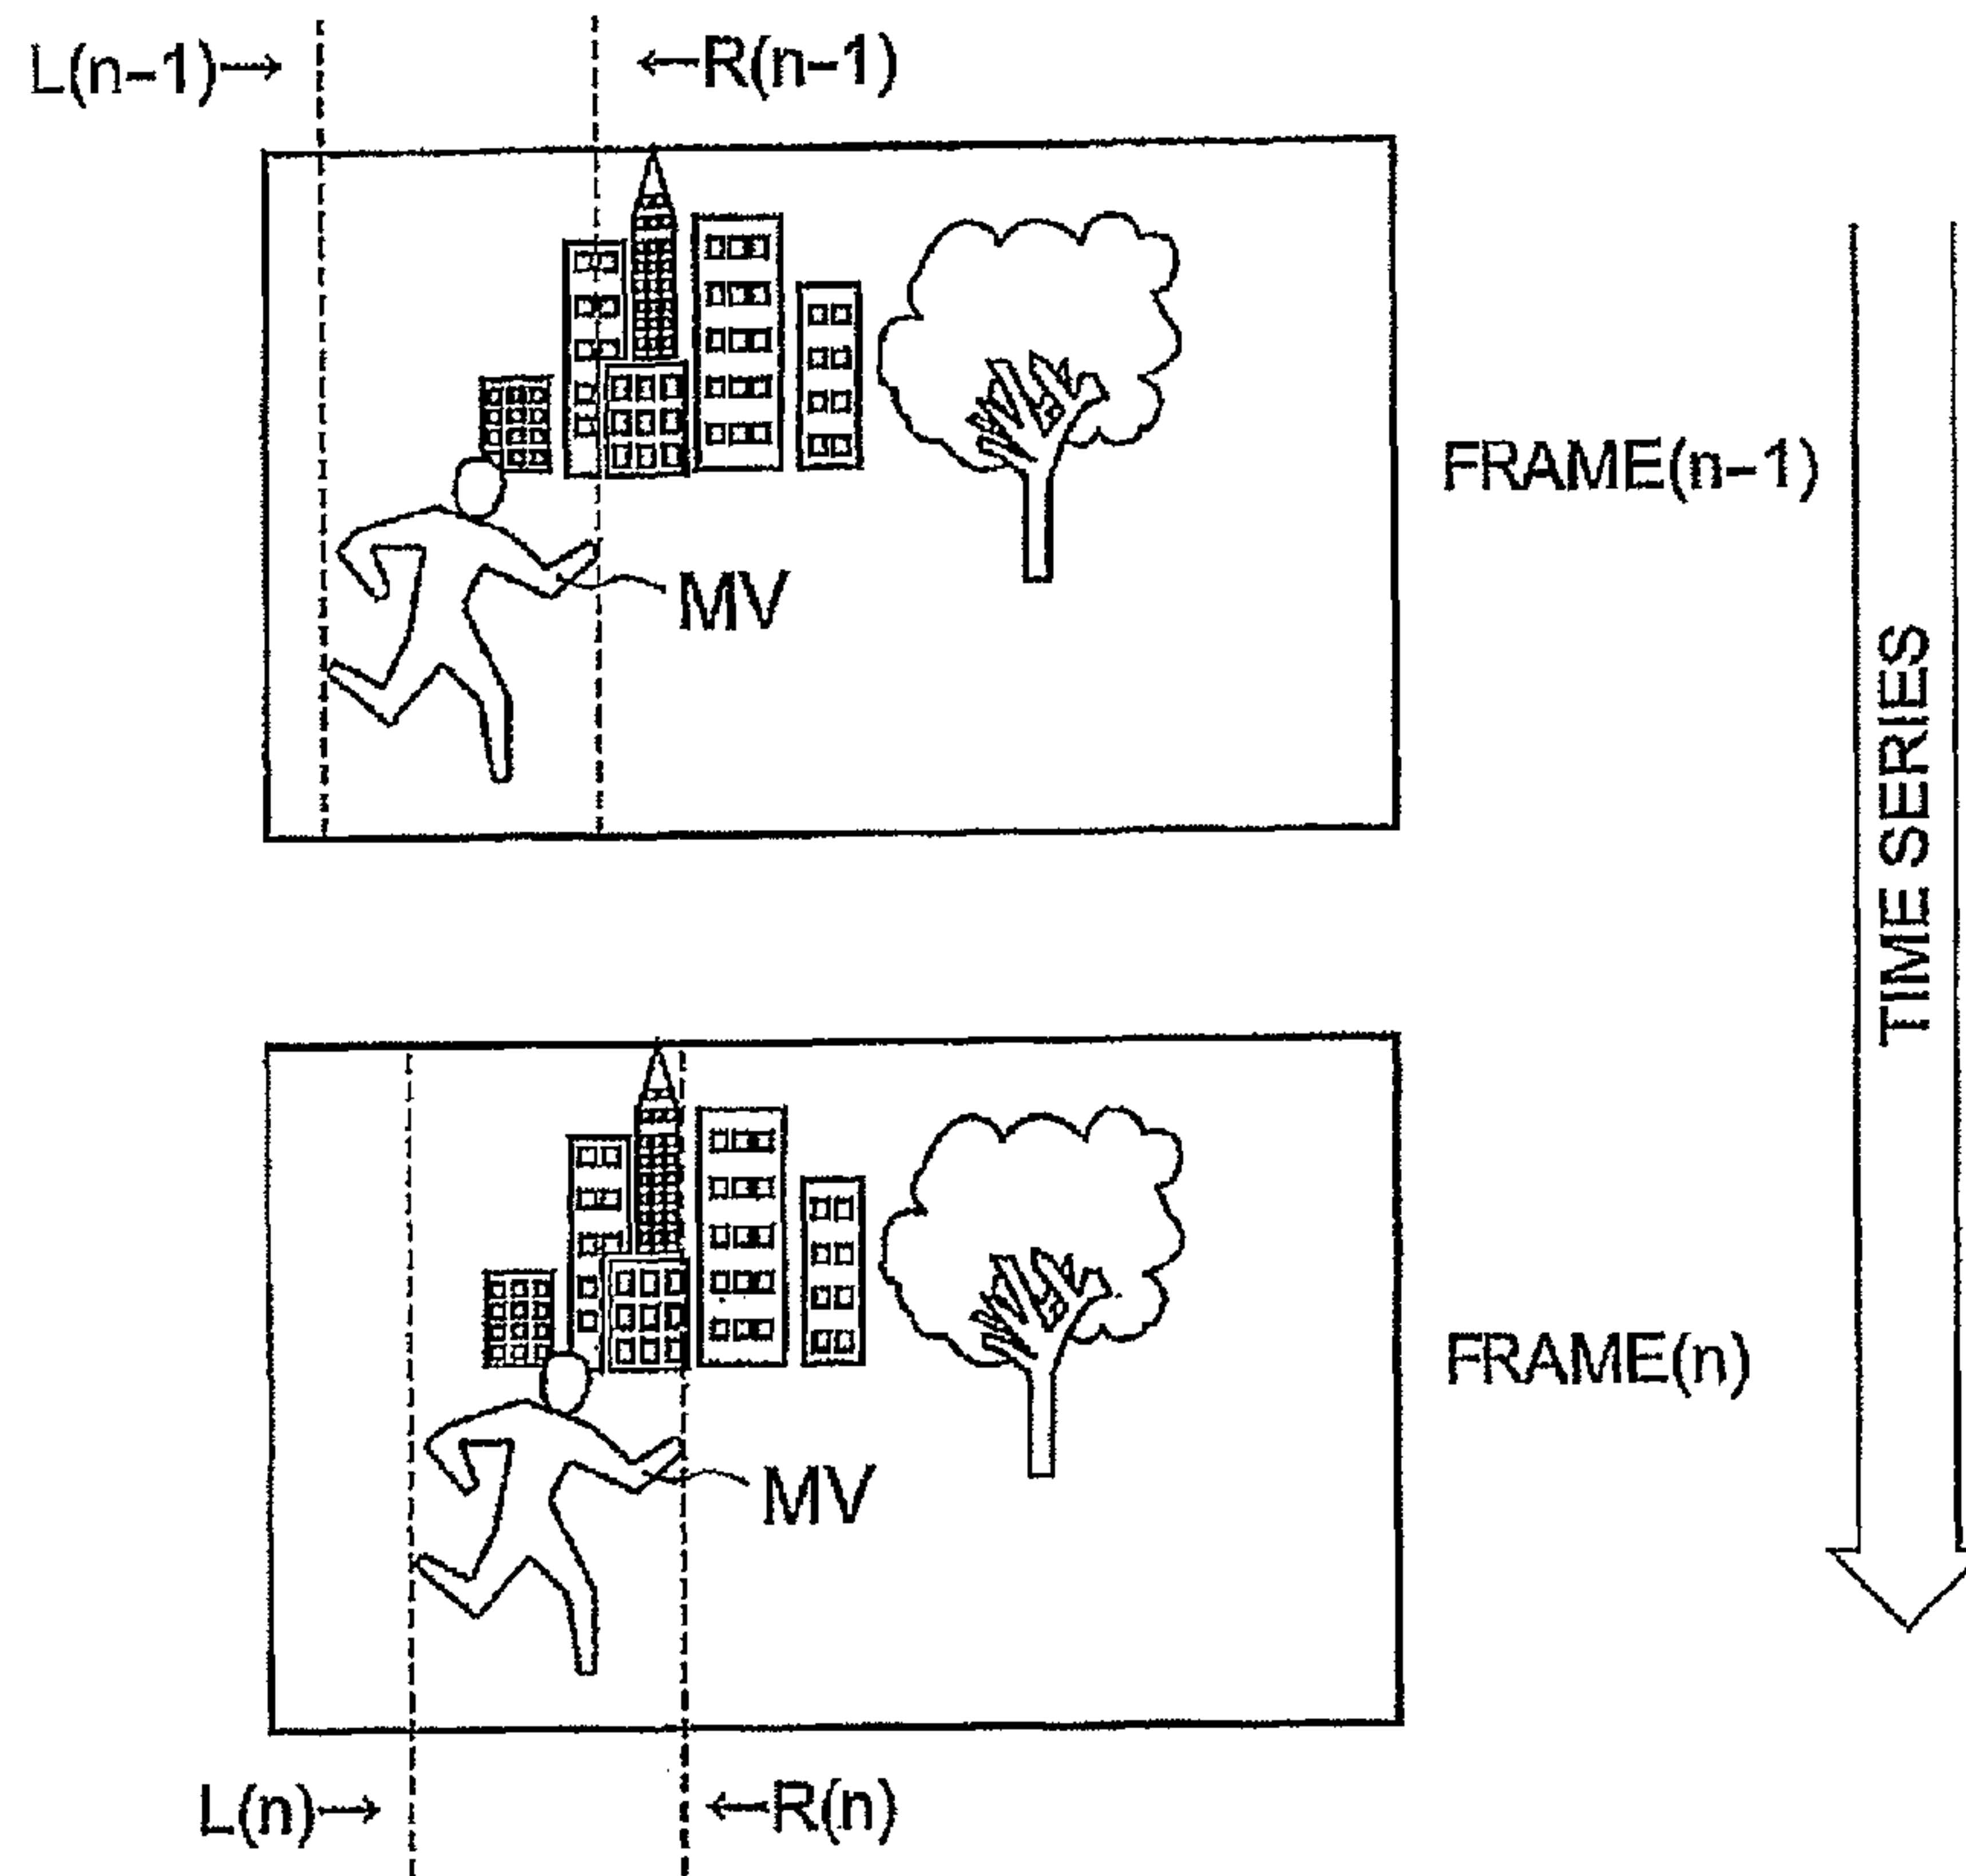 L(n-1)→
←R(n-1)
FRAME(n-1)
MV
TIME SERIES
FRAME(n)
MV
L(n)→
←R(n)